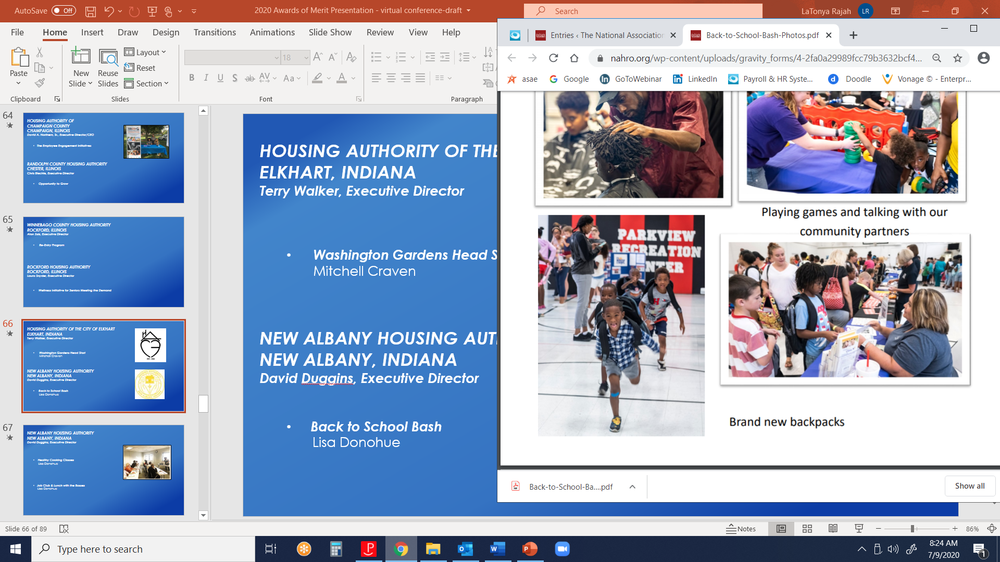 AutoSave Off
2020 Awards of Merit Presentation - virtual conference-draft
Search
LaTonya Rajah LR
File Home Insert Draw Design Transitions Animations Slide Show Review View Help
Paste
New Slide
Reuse Slides
Layout
Reset
Section
18
Clipboard
Slides
Font
Paragraph
64
HOUSING AUTHORITY OF
CHAMPAIGN COUNTY
CHAMPAIGN, ILLINOIS
David A. Northern, Sr., Executive Director/CEO
• The Employee Engagement Initiatives
RANDOLPH COUNTY HOUSING AUTHORITY
CHESTER, ILLINOIS
Chris Blechle, Executive Director
• Opportunity to Grow
65
WINNEBAGO COUNTY HOUSING AUTHORITY
ROCKFORD, ILLINOIS
Alan Zais, Executive Director
• Re-Entry Program
ROCKFORD HOUSING AUTHORITY
ROCKFORD, ILLINOIS
Laura Snyder, Executive Director
• Wellness Initiative for Seniors Meeting the Demand
66
HOUSING AUTHORITY OF THE CITY OF ELKHART
ELKHART, INDIANA
Terry Walker, Executive Director
• Washington Gardens Head Start
Mitchell Craven
NEW ALBANY HOUSING AUTHORITY
NEW ALBANY, INDIANA
David Duggins, Executive Director
• Back to School Bash
Lisa Donohue
67
NEW ALBANY HOUSING AUTHORITY
NEW ALBANY, INDIANA
David Duggins, Executive Director
• Healthy Cooking Classes
Lisa Donohue
• Job Club & Lunch with the Bosses
Lisa Donohue
HOUSING AUTHORITY OF THE
ELKHART, INDIANA
Terry Walker, Executive Director
• Washington Gardens Head S
Mitchell Craven
NEW ALBANY HOUSING AUT
NEW ALBANY, INDIANA
David Duggins, Executive Director
• Back to School Bash
Lisa Donohue
Entries ‹ The National Association
Back-to-School-Bash-Photos.pdf
nahro.org/wp-content/uploads/gravity_forms/4-2fa0a29989fcc79b3632bcf4...
asae Google GoToWebinar LinkedIn Payroll & HR Syste... Doodle Vonage © - Enterpr...
Playing games and talking with our
community partners
PARKVIEW
RECREATION
CENTER
Brand new backpacks
Back-to-School-Ba....pdf
Show all
Slide 66 of 89
Notes
86%
Type here to search
8:24 AM
7/9/2020
1